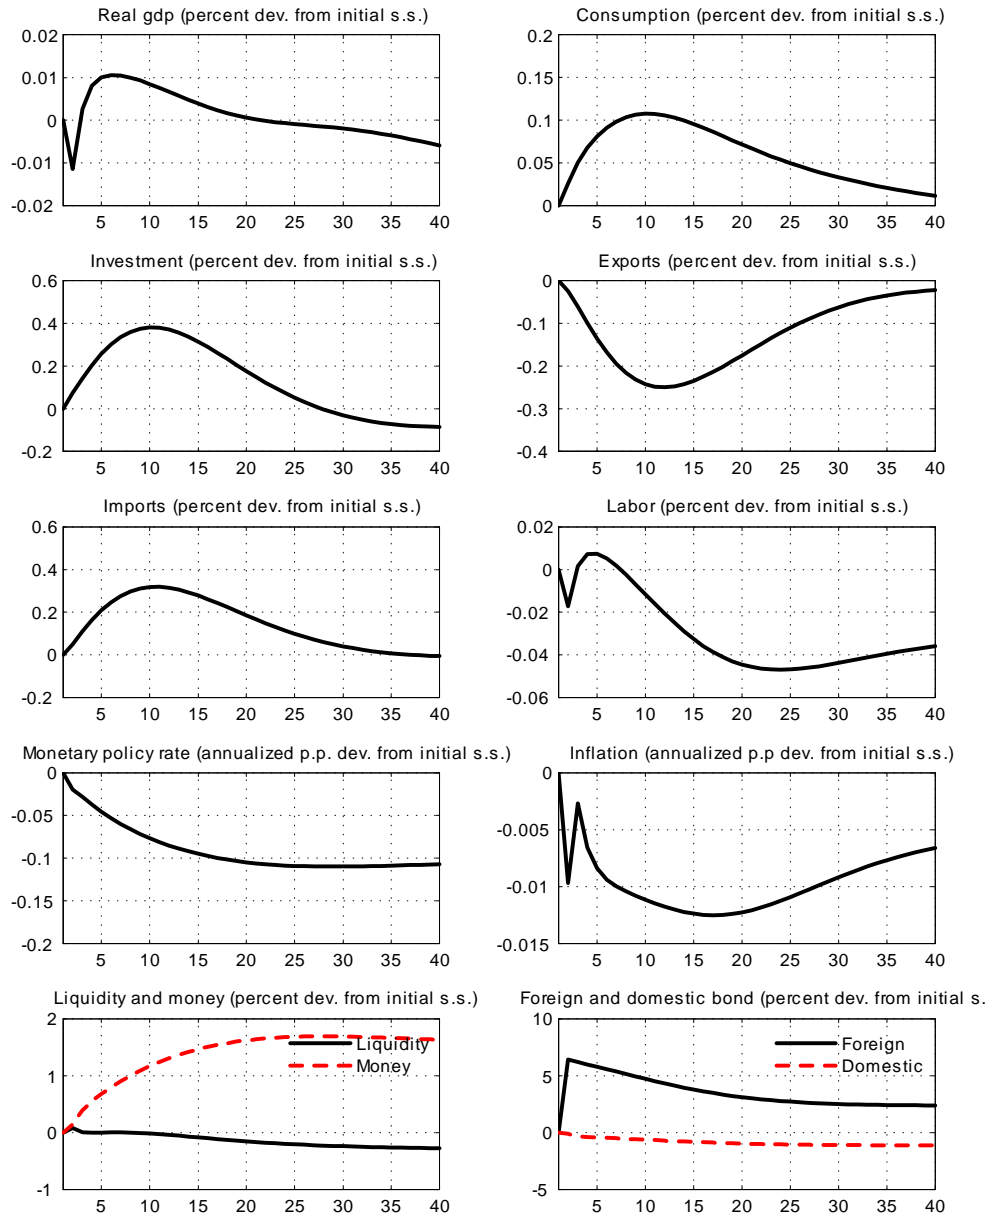 Real gdp (percent dev. from initial s.s.)
0.02
0.01
0
-0.01
-0.02
5 10 15 20 25 30 35 40
Consumption (percent dev. from initial s.s.)
0.2
0.15
0.1
0.05
0
5 10 15 20 25 30 35 40
Investment (percent dev. from initial s.s.)
0.6
0.4
0.2
0
-0.2
5 10 15 20 25 30 35 40
Exports (percent dev. from initial s.s.)
0
-0.1
-0.2
-0.3
-0.4
5 10 15 20 25 30 35 40
Imports (percent dev. from initial s.s.)
0.6
0.4
0.2
0
-0.2
5 10 15 20 25 30 35 40
Labor (percent dev. from initial s.s.)
0.02
0
-0.02
-0.04
-0.06
5 10 15 20 25 30 35 40
Monetary policy rate (annualized p.p. dev. from initial s.s.)
0
-0.05
-0.1
-0.15
-0.2
5 10 15 20 25 30 35 40
Inflation (annualized p.p dev. from initial s.s.)
0
-0.005
-0.01
-0.015
5 10 15 20 25 30 35 40
Liquidity and money (percent dev. from initial s.s.)
2
1
0
-1
Liquidity
Money
5 10 15 20 25 30 35 40
Foreign and domestic bond (percent dev. from initial s.
10
5
0
-5
Foreign
Domestic
5 10 15 20 25 30 35 40